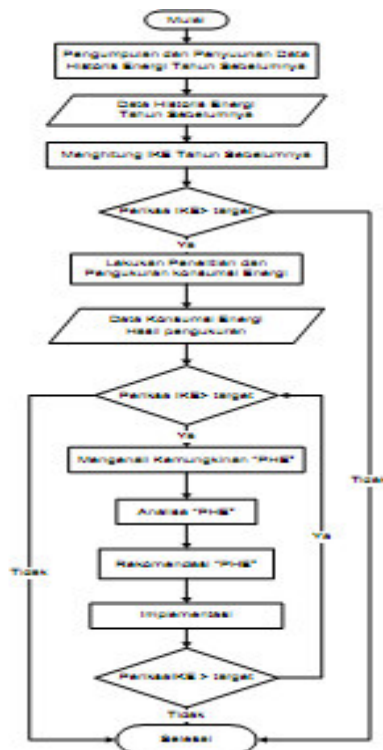 Mulai
Pengumpulan dan Penyusunan Data
Historis Energi Tahun Sebelumnya
Data Historis Energi
Tahun Sebelumnya
Menghitung IKE Tahun Sebelumnya
Periksa IKE> target
Ya
Lakukan Penelitian dan
Pengukuran konsumsi Energi
Data Konsumsi Energi
Hasil pengukuran
Periksa IKE> target
Ya
Mengenali Kemungkinan "PHE"
Analisa "PHE"
Rekomendasi "PHE"
Implementasi
PeriksaIKE > target
Tidak
Selesai
Tidak
Ya
Tidak